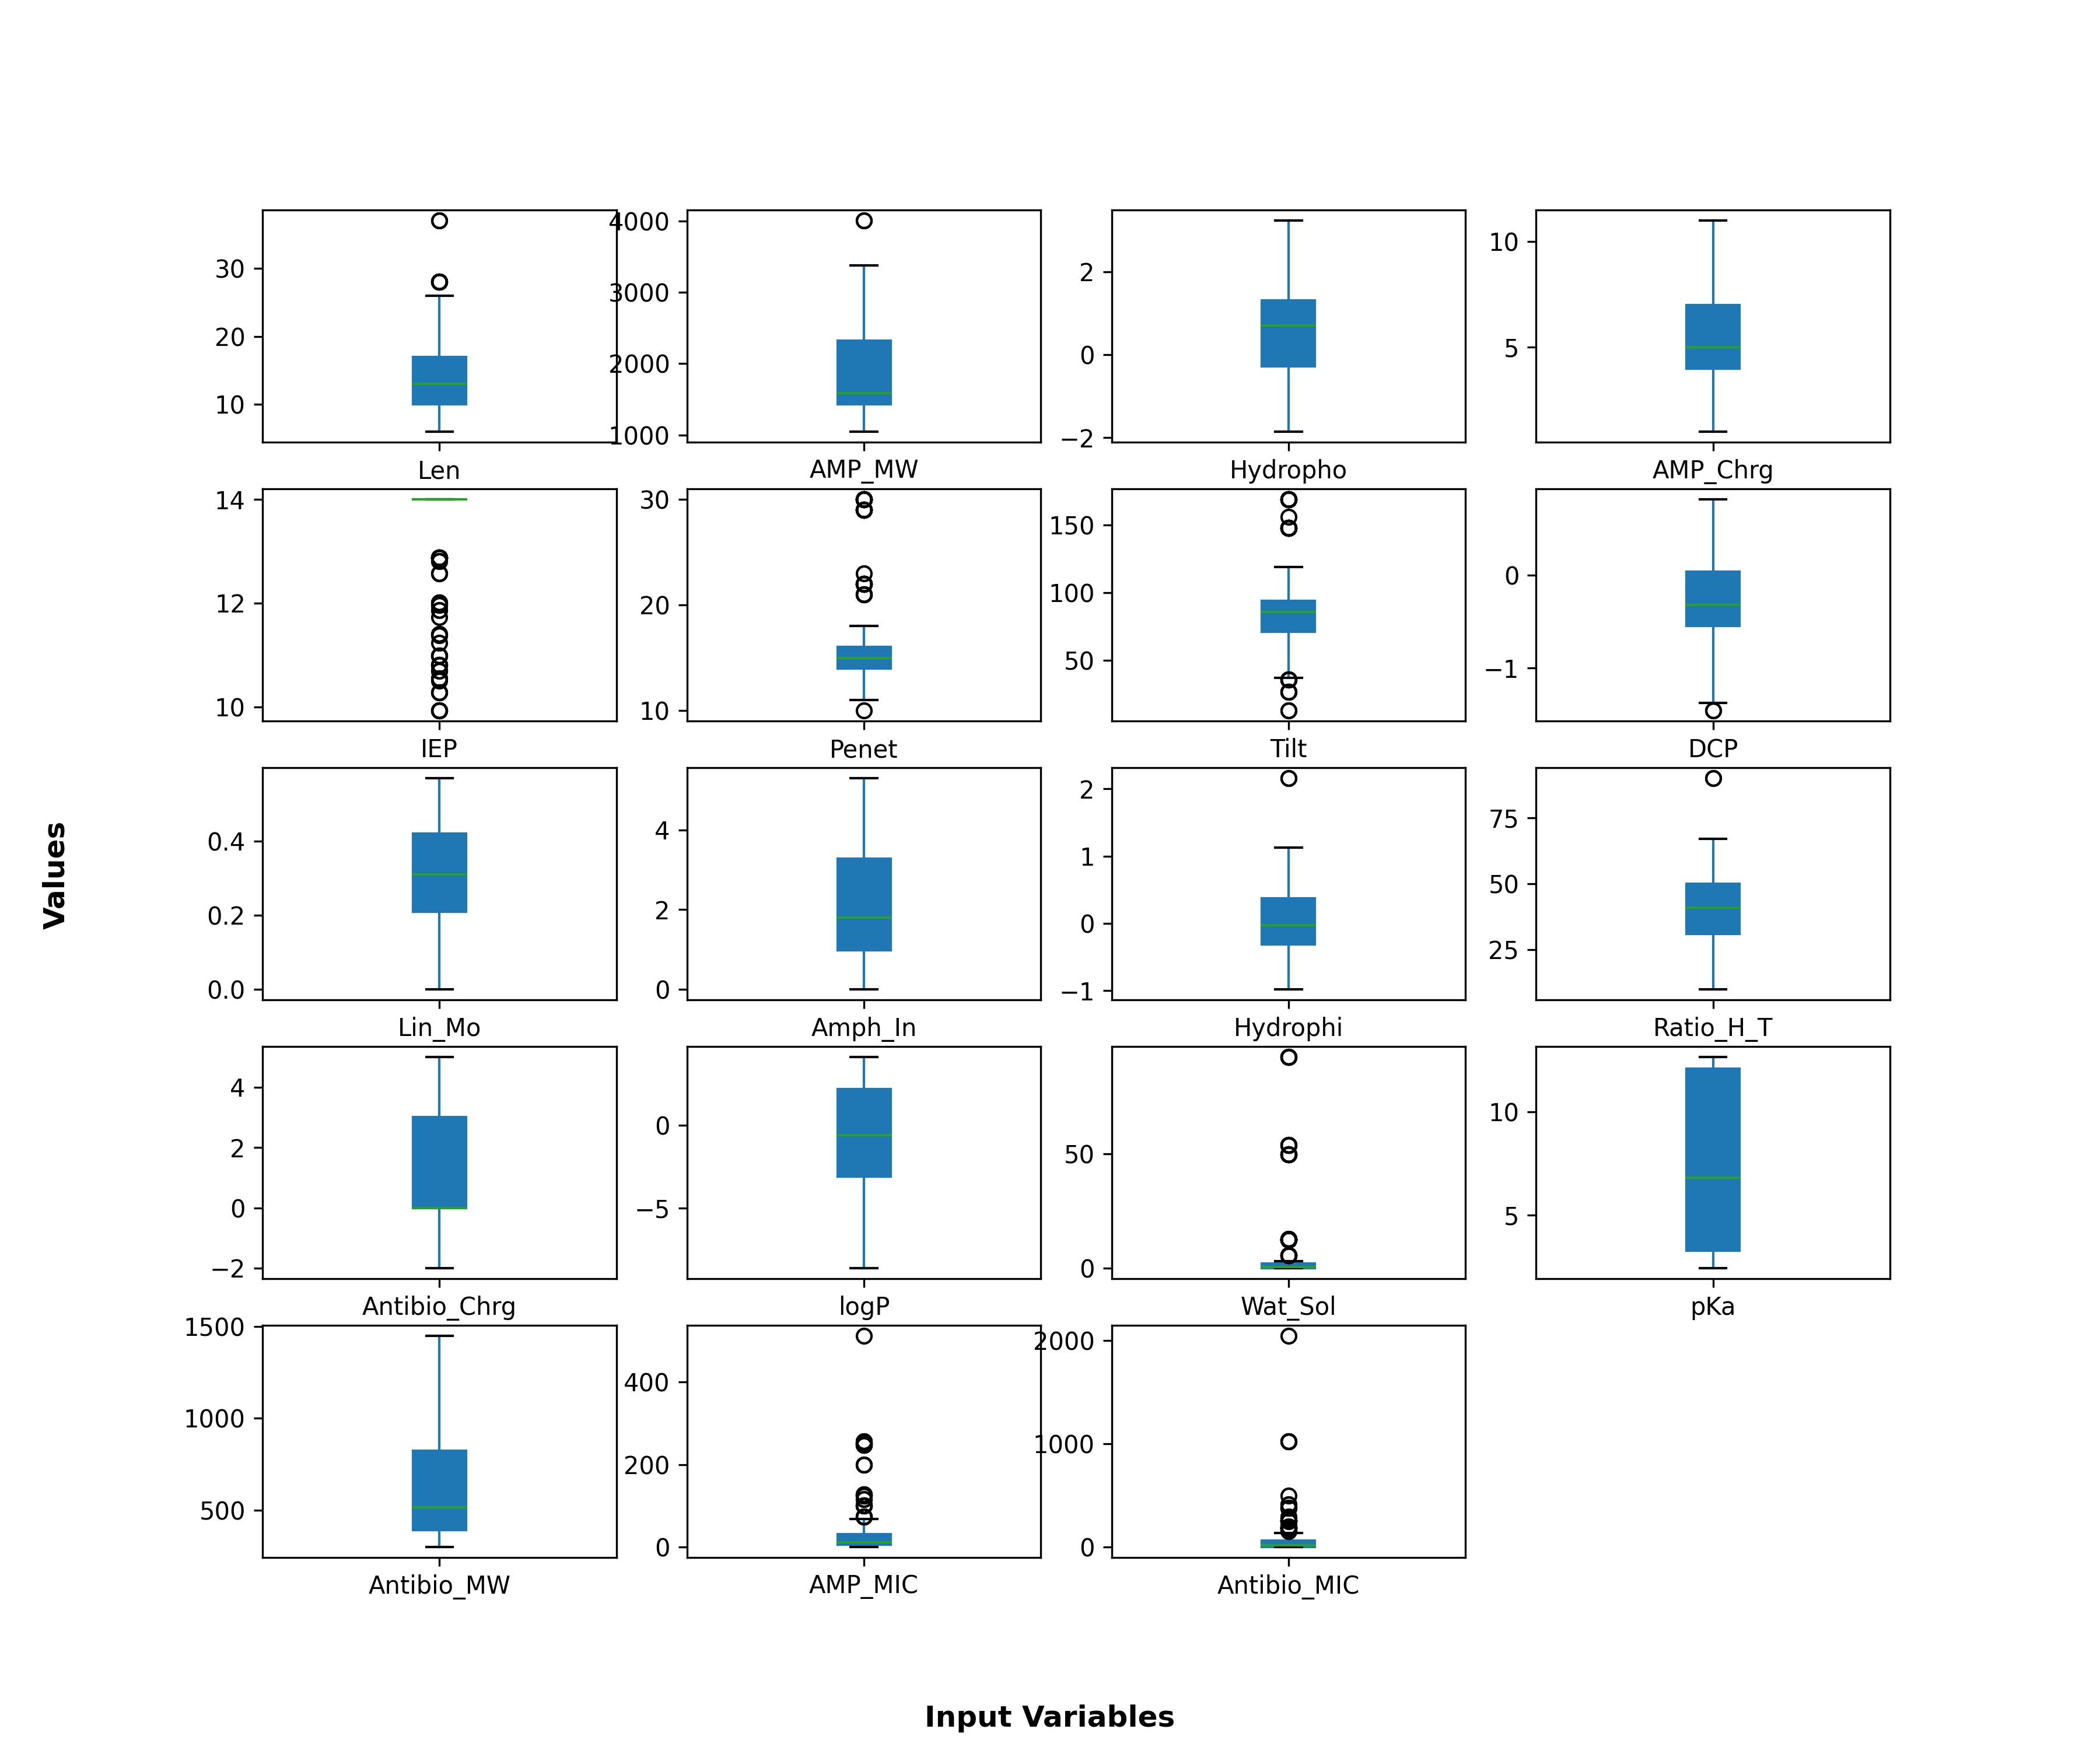 Values
30
20
10
Len
4000
3000
2000
1000
AMP_MW
2
0
−2
Hydropho
10
5
AMP_Chrg
14
12
10
IEP
30
20
10
Penet
150
100
50
Tilt
0
−1
DCP
0.4
0.2
0.0
Lin_Mo
4
2
0
Amph_In
2
1
0
−1
Hydrophi
75
50
25
Ratio_H_T
4
2
0
−2
Antibio_Chrg
0
−5
logP
50
0
Wat_Sol
10
5
pKa
1500
1000
500
Antibio_MW
400
200
0
AMP_MIC
2000
1000
0
Antibio_MIC
Input Variables